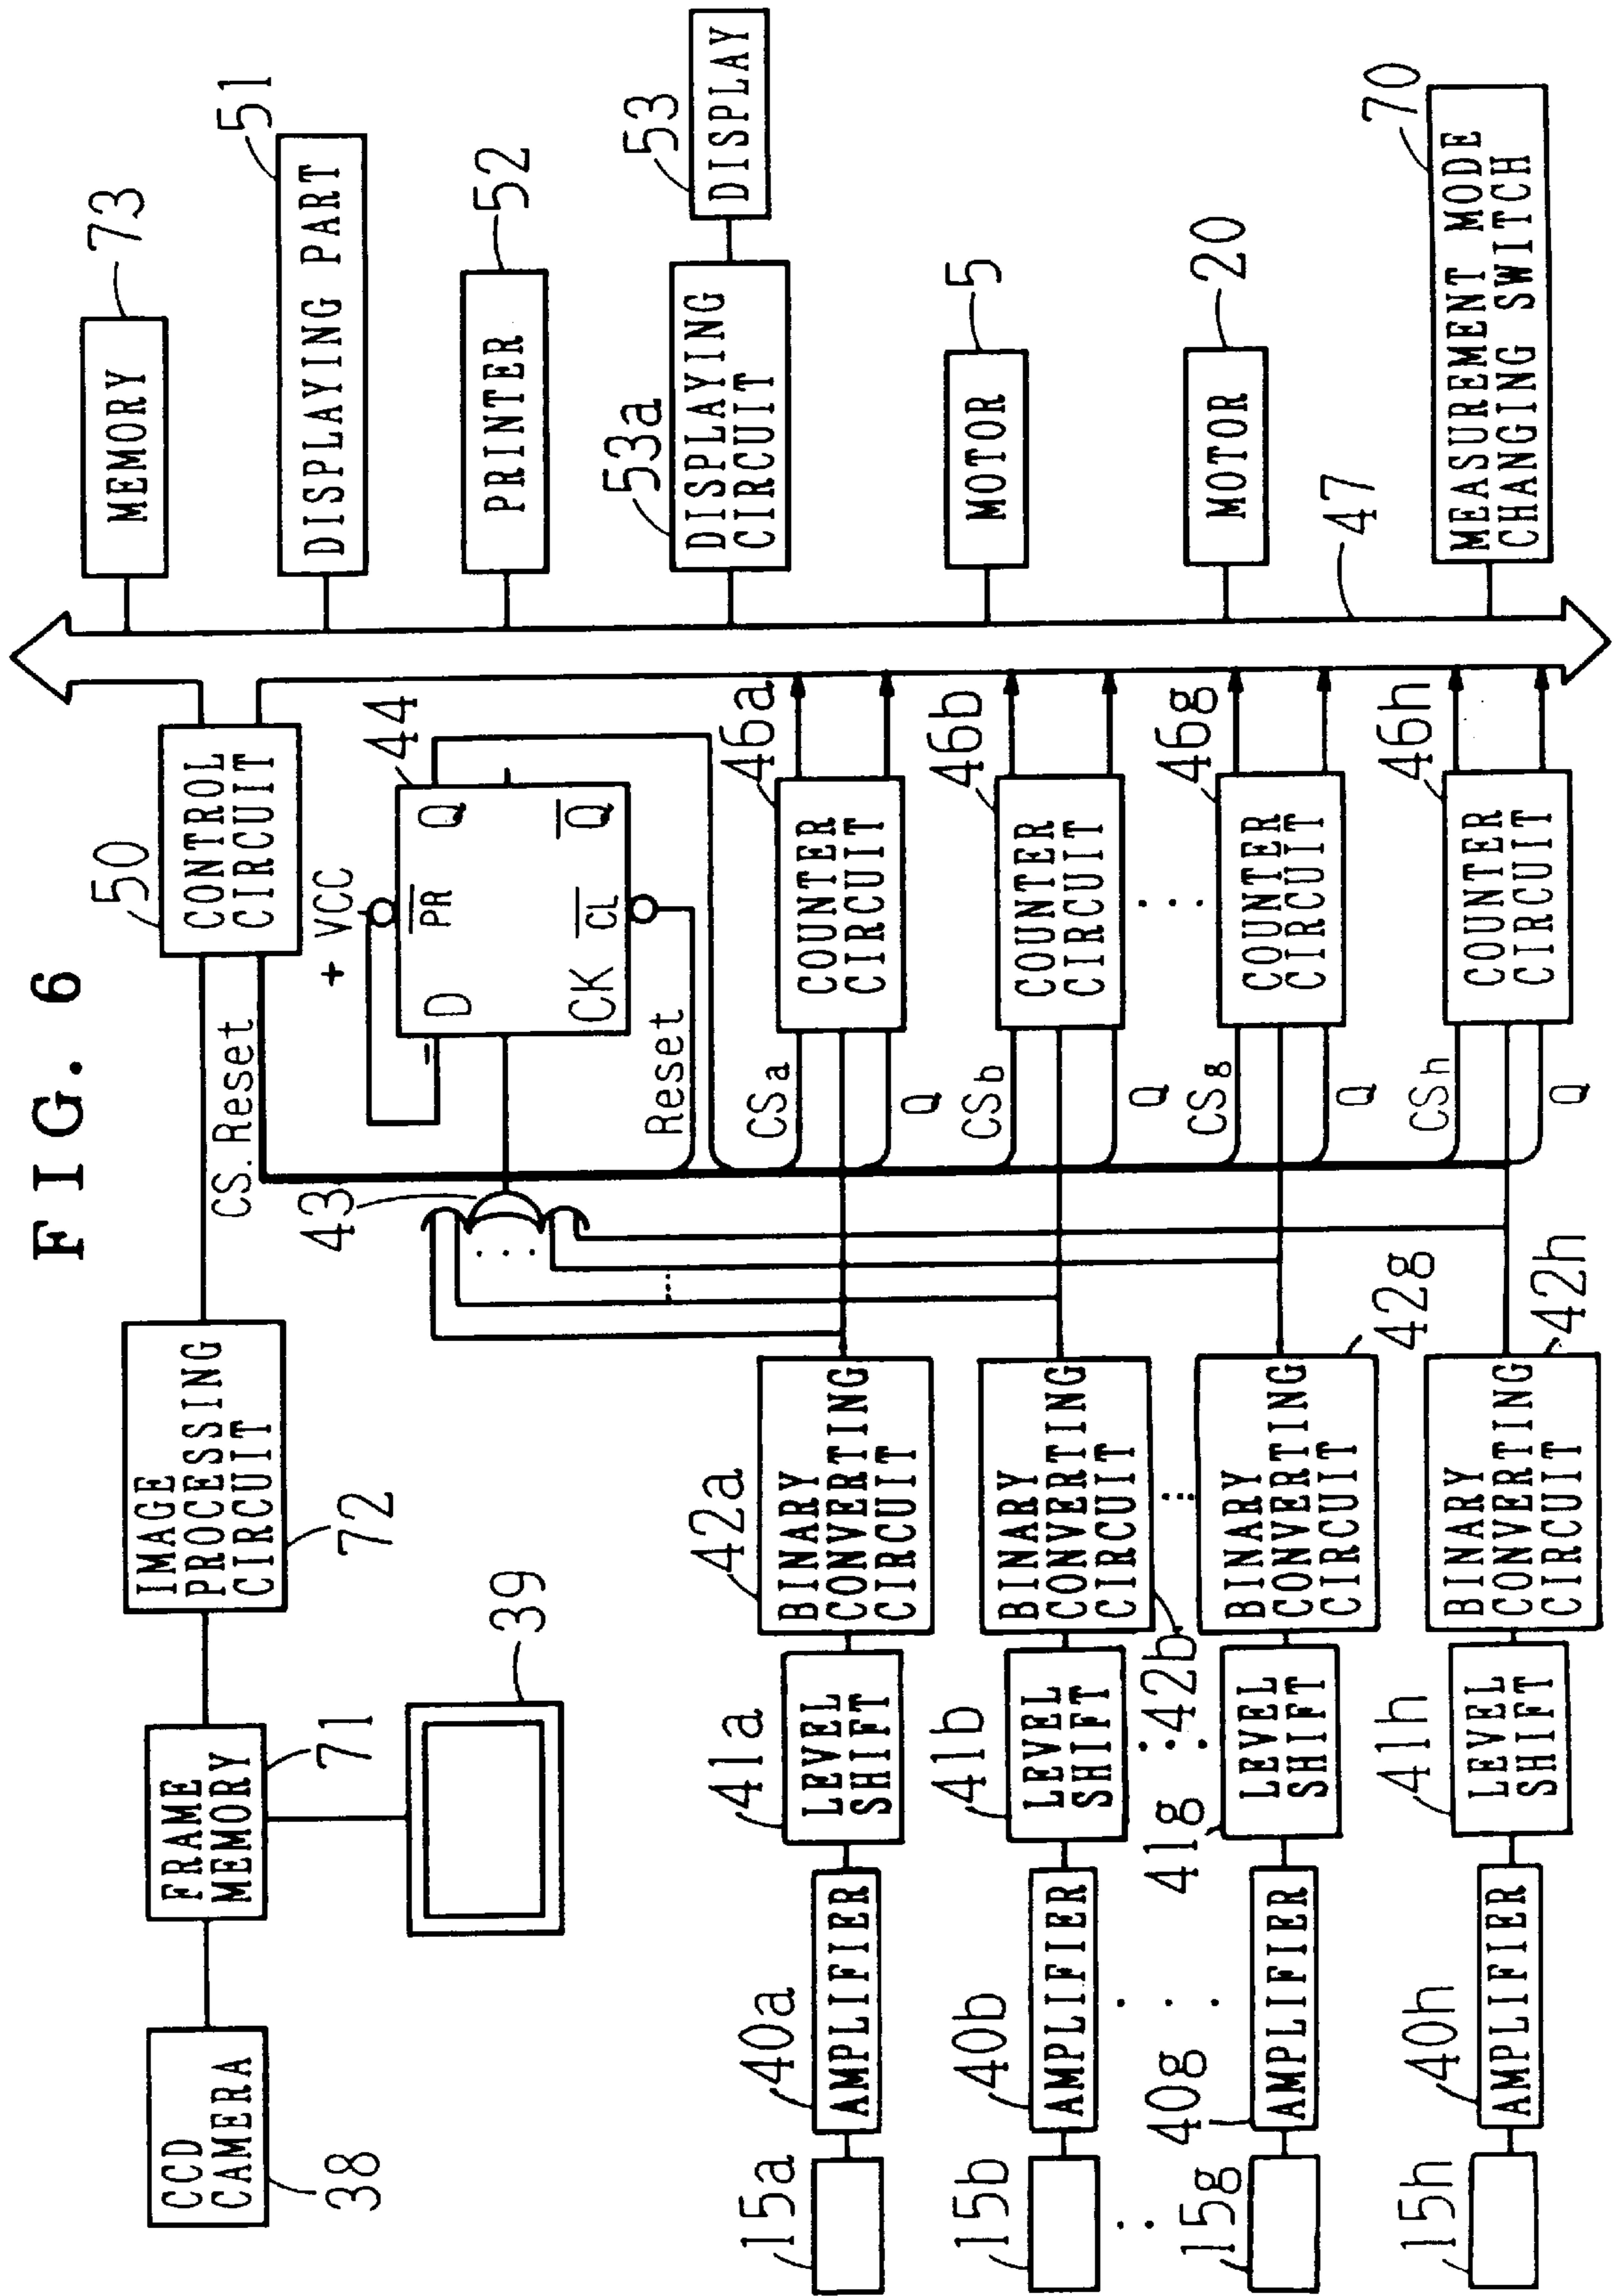 FIG. 6
CCD
CAMERA
38
FRAME
MEMORY
71
39
IMAGE
PROCESSING
CIRCUIT
72
CS.Reset
50
CONTROL
CIRCUIT
MEMORY
73
DISPLAYING PART
51
PRINTER
52
53a
DISPLAYING
CIRCUIT
53
DISPLAY
MOTOR
5
MOTOR
20
47
MEASUREMENT MODE
CHANGING SWITCH
70
43
+ VCC
44
D
PR
Q
CK
CL
Q
Reset
15a
40a
AMPLIFIER
41a
LEVEL
SHIFT
42a
BINARY
CONVERTING
CIRCUIT
CSa
Q
46a
COUNTER
CIRCUIT
15b
40b
AMPLIFIER
41b
LEVEL
SHIFT
42b
BINARY
CONVERTING
CIRCUIT
CSb
Q
46b
COUNTER
CIRCUIT
15g
40g
AMPLIFIER
41g
LEVEL
SHIFT
42g
BINARY
CONVERTING
CIRCUIT
CSg
Q
46g
COUNTER
CIRCUIT
15h
40h
AMPLIFIER
41h
LEVEL
SHIFT
42h
BINARY
CONVERTING
CIRCUIT
CSh
Q
46h
COUNTER
CIRCUIT